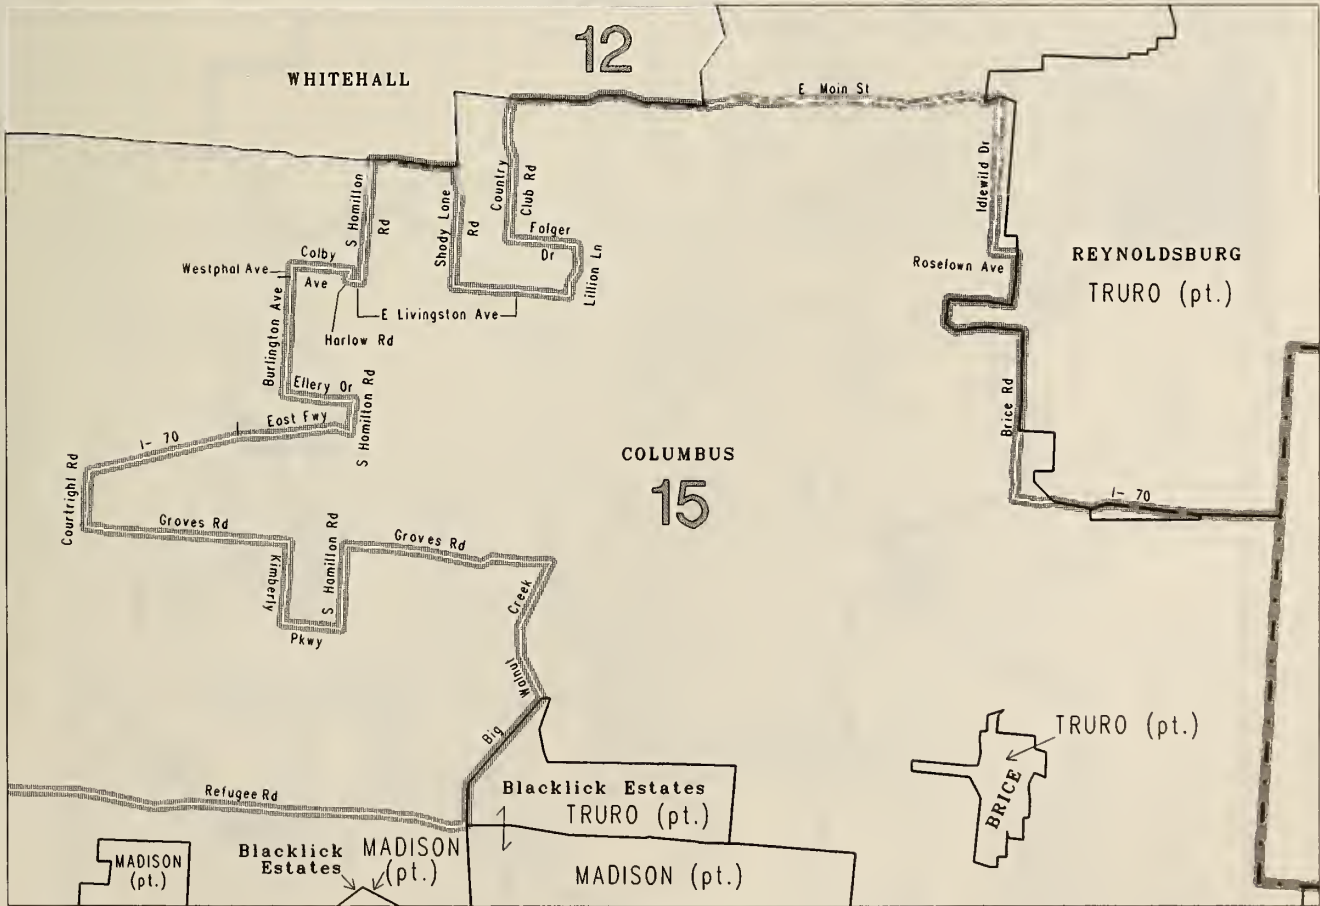 12
WHITEHALL
E Main St
S Hamilton
Rd
Shady Lone
Rd
Country
Club Rd
Idlewild Dr
Folger
Dr
Lillion Ln
Colby
Ave
Westphal Ave
Roselawn Ave
REYNOLDSBURG
TRURO (pt.)
Burlington Ave
E Livingston Ave
Harlow Rd
Ellery Dr
S Hamilton Rd
East Fwy
I- 70
Brice Rd
COLUMBUS
15
Courtright Rd
I- 70
Groves Rd
S Hamilton Rd
Groves Rd
Kimberly
Pkwy
Creek
Walnut
Big
TRURO (pt.)
BRICE
Refugee Rd
Blacklick Estates
TRURO (pt.)
MADISON
(pt.)
Blacklick
Estates
MADISON
(pt.)
MADISON (pt.)